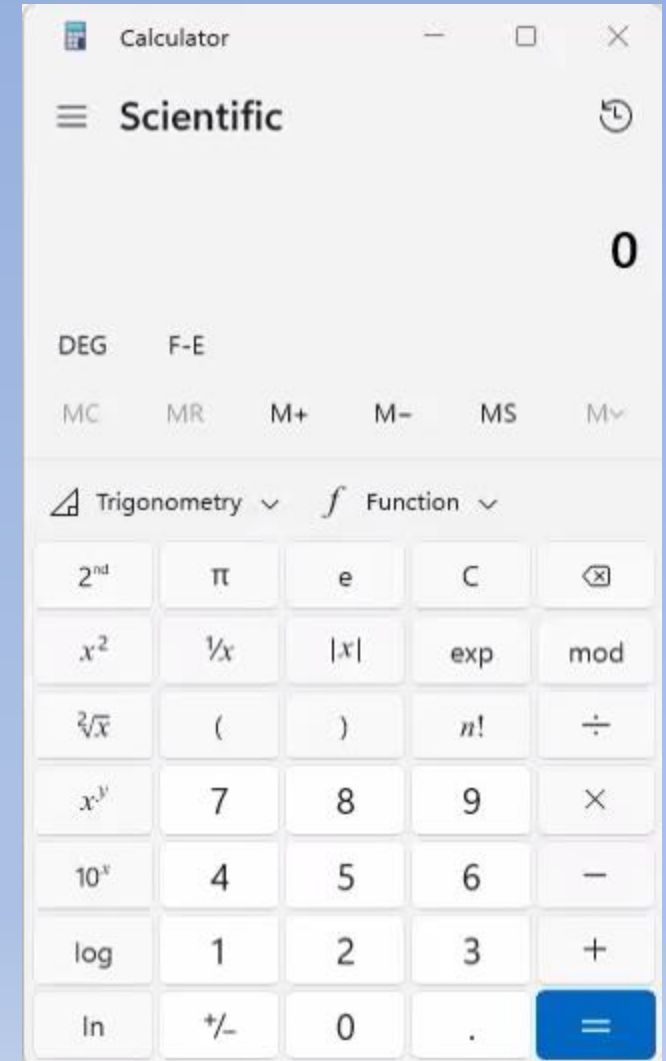 Calculator
Scientific
0
DEG F-E
MC MR M+ M− MS M
Trigonometry f Function
2ⁿᵈ π e C
x² ¹/x |x| exp mod
²√x ( ) n! ÷
xʸ 7 8 9 ×
10ˣ 4 5 6 −
log 1 2 3 +
ln +/− 0 . =